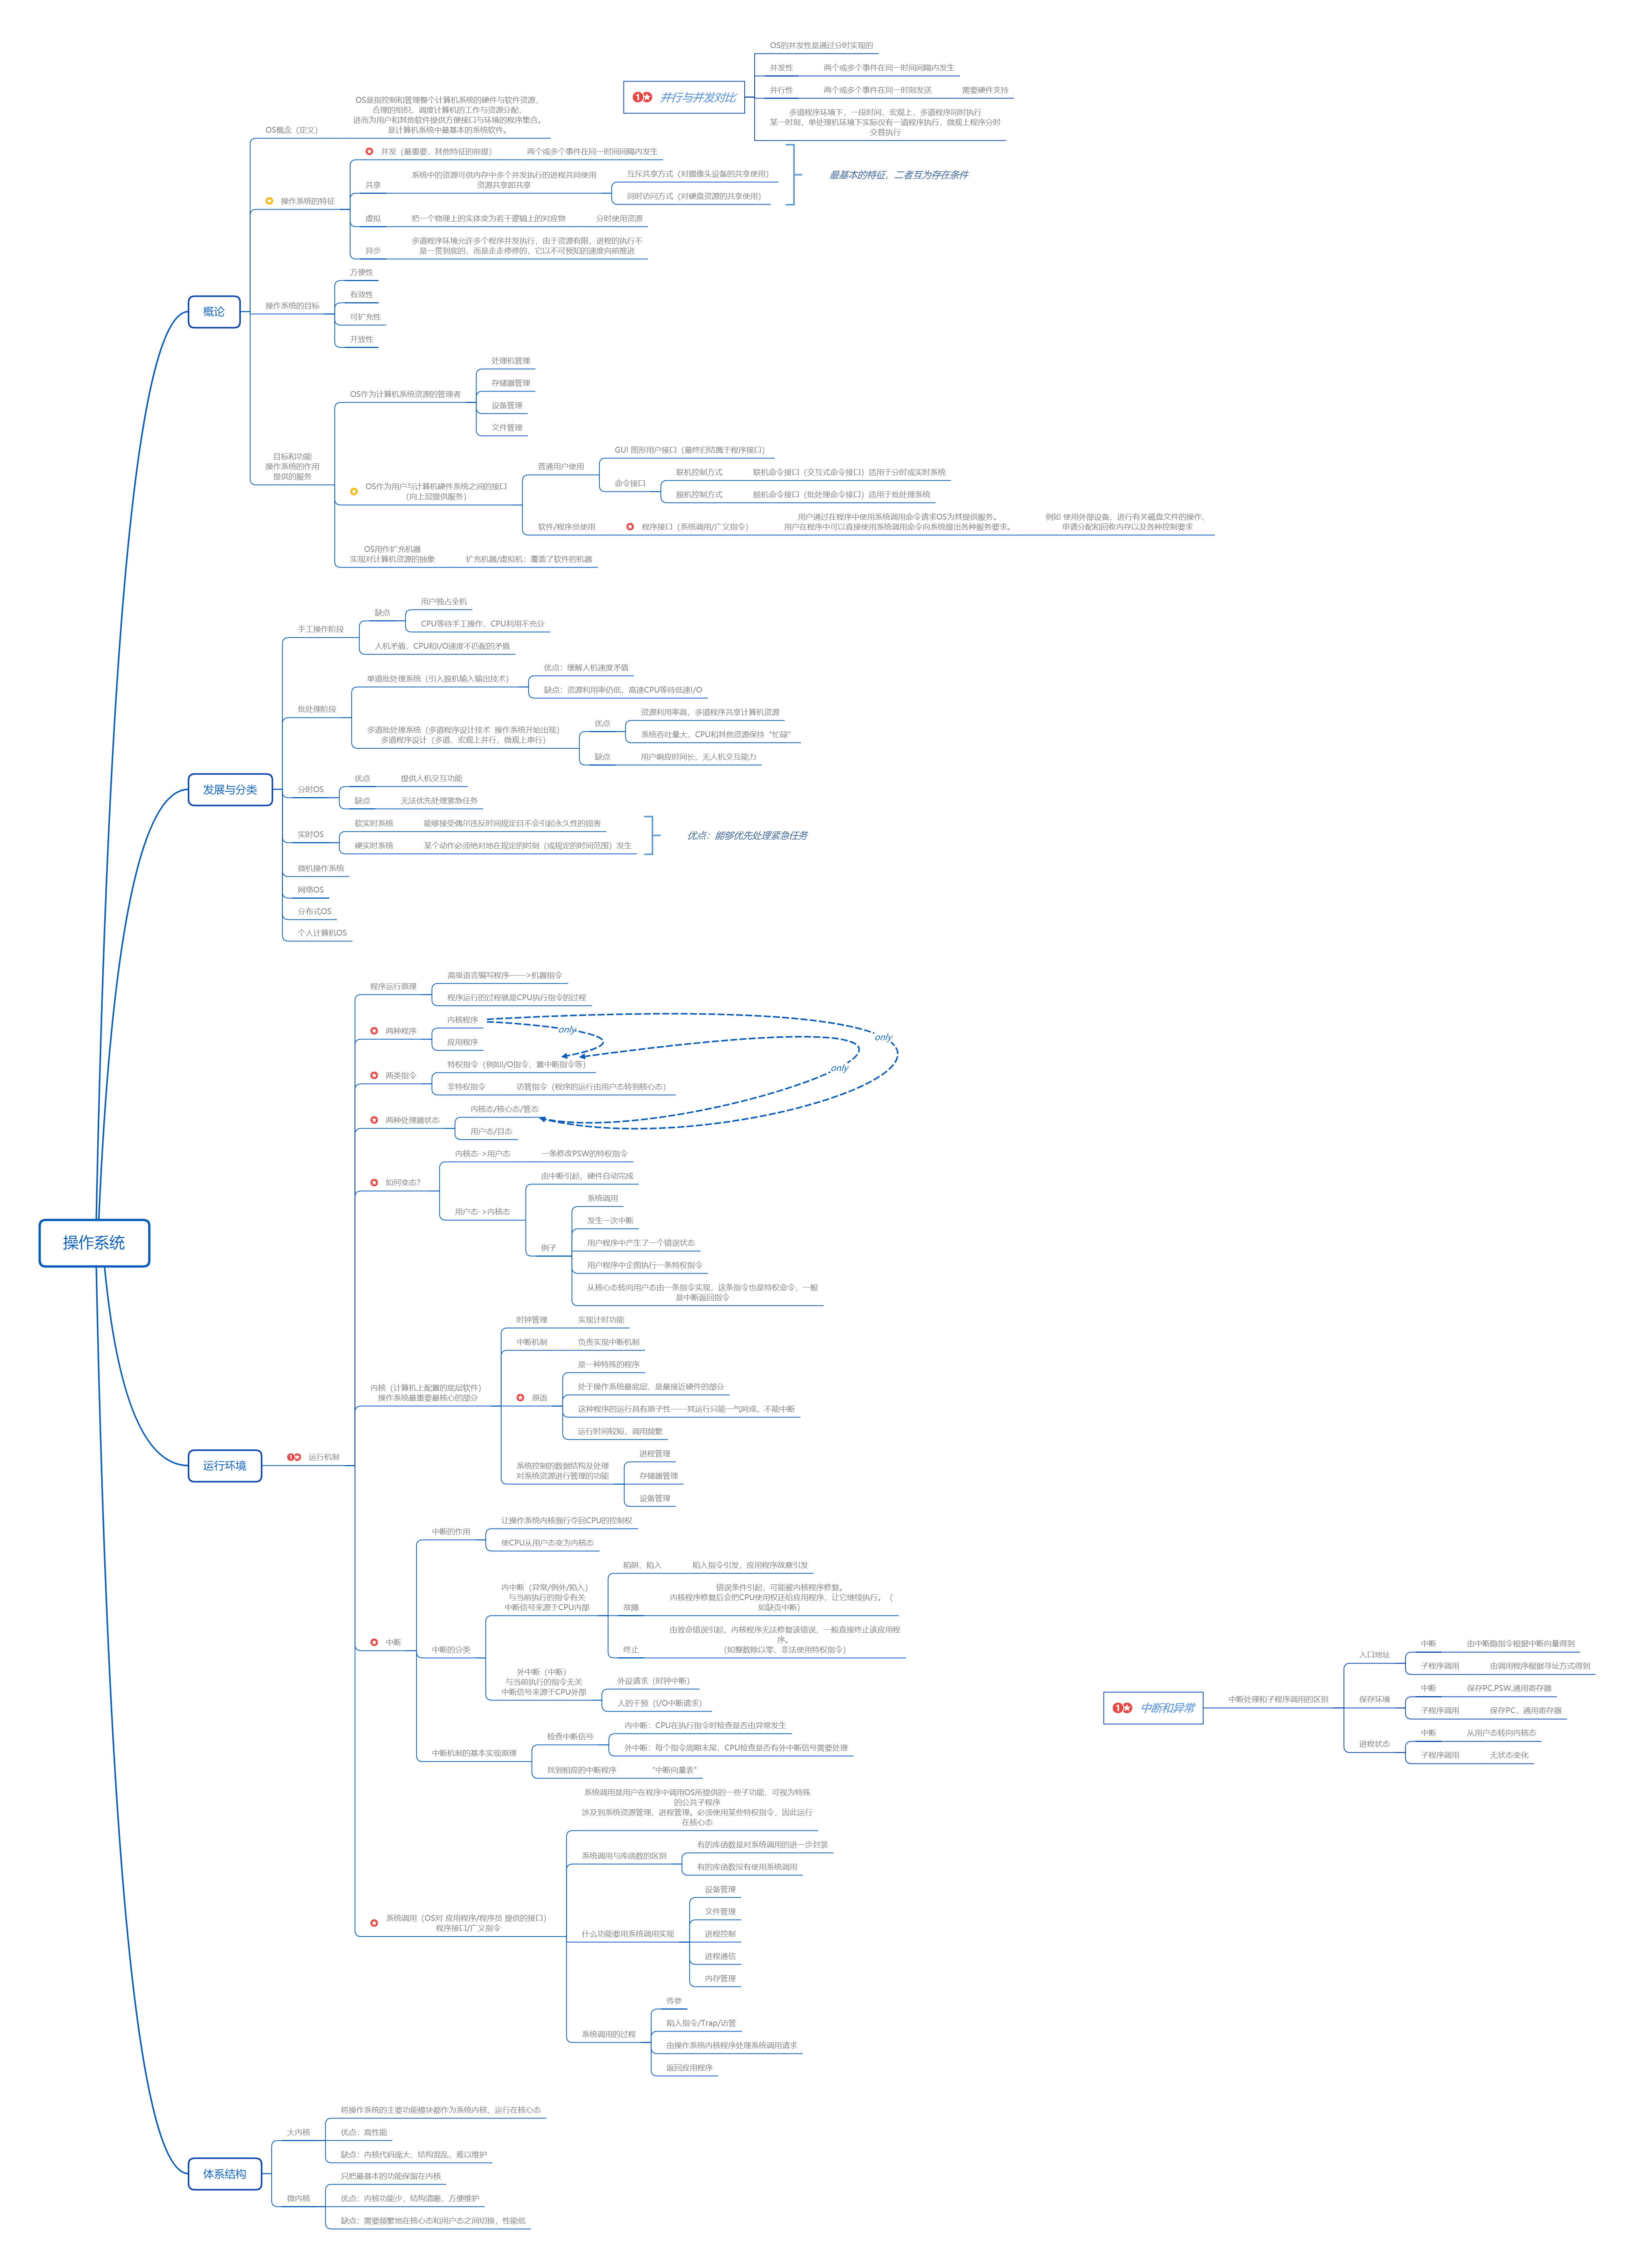 操作系统
概论
OS概念（定义）
OS是指控制和管理整个计算机系统的硬件与软件资源，
合理的组织、调度计算机的工作与资源分配，
进而为用户和其他软件提供方便接口与环境的程序集合。
是计算机系统中最基本的系统软件。
操作系统的特征
并发（最重要、其他特征的前提）
两个或多个事件在同一时间间隔内发生
共享
系统中的资源可供内存中多个并发执行的进程共同使用
资源共享即共享
互斥共享方式（对摄像头设备的共享使用）
同时访问方式（对硬盘资源的共享使用）
最基本的特征，二者互为存在条件
虚拟
把一个物理上的实体变为若干逻辑上的对应物
分时使用资源
异步
多道程序环境允许多个程序并发执行，由于资源有限，进程的执行不
是一贯到底的，而是走走停停的，它以不可预知的速度向前推进
操作系统的目标
方便性
有效性
可扩充性
开放性
目标和功能
操作系统的作用
提供的服务
OS作为计算机系统资源的管理者
处理机管理
存储器管理
设备管理
文件管理
OS作为用户与计算机硬件系统之间的接口
（向上层提供服务）
普通用户使用
GUI 图形用户接口（最终归结属于程序接口）
命令接口
联机控制方式
联机命令接口（交互式命令接口）适用于分时或实时系统
脱机控制方式
脱机命令接口（批处理命令接口）适用于批处理系统
软件/程序员使用
程序接口（系统调用/广义指令）
用户通过在程序中使用系统调用命令请求OS为其提供服务。
用户在程序中可以直接使用系统调用命令向系统提出各种服务要求。
例如 使用外部设备、进行有关磁盘文件的操作、
申请分配和回收内存以及各种控制要求
OS用作扩充机器
实现对计算机资源的抽象
扩充机器/虚拟机：覆盖了软件的机器
并行与并发对比
OS的并发性是通过分时实现的
并发性
两个或多个事件在同一时间间隔内发生
并行性
两个或多个事件在同一时刻发送
需要硬件支持
多道程序环境下，一段时间，宏观上，多道程序同时执行
某一时刻，单处理机环境下实际仅有一道程序执行，微观上程序分时
交替执行
发展与分类
手工操作阶段
缺点
用户独占全机
CPU等待手工操作，CPU利用不充分
人机矛盾、CPU和I/O速度不匹配的矛盾
批处理阶段
单道批处理系统（引入脱机输入输出技术）
优点：缓解人机速度矛盾
缺点：资源利用率仍低，高速CPU等待低速I/O
多道批处理系统（多道程序设计技术 操作系统开始出现）
多道程序设计（多道、宏观上并行，微观上串行）
优点
资源利用率高，多道程序共享计算机资源
系统吞吐量大，CPU和其他资源保持“忙碌”
缺点
用户响应时间长、无人机交互能力
分时OS
优点
提供人机交互功能
缺点
无法优先处理紧急任务
实时OS
软实时系统
能够接受偶尔违反时间规定且不会引起永久性的损害
硬实时系统
某个动作必须绝对地在规定的时刻（或规定的时间范围）发生
优点：能够优先处理紧急任务
微机操作系统
网络OS
分布式OS
个人计算机OS
运行环境
运行机制
程序运行原理
高级语言编写程序——>机器指令
程序运行的过程就是CPU执行指令的过程
两种程序
内核程序
应用程序
only
only
only
两类指令
特权指令（例如I/O指令、置中断指令等）
非特权指令
访管指令（程序的运行由用户态转到核心态）
两种处理器状态
内核态/核心态/管态
用户态/目态
如何变态？
内核态->用户态
一条修改PSW的特权指令
用户态->内核态
由中断引起，硬件自动完成
例子
系统调用
发生一次中断
用户程序中产生了一个错误状态
用户程序中企图执行一条特权指令
从核心态转向用户态由一条指令实现，这条指令也是特权命令，一般
是中断返回指令
内核（计算机上配置的底层软件）
操作系统最重要最核心的部分
时钟管理
实现计时功能
中断机制
负责实现中断机制
原语
是一种特殊的程序
处于操作系统最底层，是最接近硬件的部分
这种程序的运行具有原子性——其运行只能一气呵成，不能中断
运行时间较短，调用频繁
系统控制的数据结构及处理
对系统资源进行管理的功能
进程管理
存储器管理
设备管理
中断
中断的作用
让操作系统内核强行夺回CPU的控制权
使CPU从用户态变为内核态
中断的分类
内中断（异常/例外/陷入）
与当前执行的指令有关
中断信号来源于CPU内部
陷阱、陷入
陷入指令引发，应用程序故意引发
故障
错误条件引起，可能被内核程序修复。
内核程序修复后会把CPU使用权还给应用程序，让它继续执行。（
如缺页中断）
终止
由致命错误引起，内核程序无法修复该错误，一般直接终止该应用程
序。
（如整数除以零、非法使用特权指令）
外中断（中断）
与当前执行的指令无关
中断信号来源于CPU外部
外设请求（时钟中断）
人的干预（I/O中断请求）
中断机制的基本实现原理
检查中断信号
内中断：CPU在执行指令时检查是否由异常发生
外中断：每个指令周期末尾，CPU检查是否有外中断信号需要处理
找到相应的中断程序
“中断向量表”
系统调用（OS对 应用程序/程序员 提供的接口）
程序接口/广义指令
系统调用是用户在程序中调用OS所提供的一些子功能，可视为特殊
的公共子程序
涉及到系统资源管理、进程管理。必须使用某些特权指令，因此运行
在核心态
系统调用与库函数的区别
有的库函数是对系统调用的进一步封装
有的库函数没有使用系统调用
什么功能要用系统调用实现
设备管理
文件管理
进程控制
进程通信
内存管理
系统调用的过程
传参
陷入指令/Trap/访管
由操作系统内核程序处理系统调用请求
返回应用程序
中断和异常
中断处理和子程序调用的区别
入口地址
中断
由中断隐指令根据中断向量得到
子程序调用
由调用程序根据寻址方式得到
保存环境
中断
保存PC,PSW,通用寄存器
子程序调用
保存PC，通用寄存器
进程状态
中断
从用户态转向内核态
子程序调用
无状态变化
体系结构
大内核
将操作系统的主要功能模块都作为系统内核，运行在核心态
优点：高性能
缺点：内核代码庞大，结构混乱，难以维护
微内核
只把最基本的功能保留在内核
优点：内核功能少，结构清晰，方便维护
缺点：需要频繁地在核心态和用户态之间切换，性能低